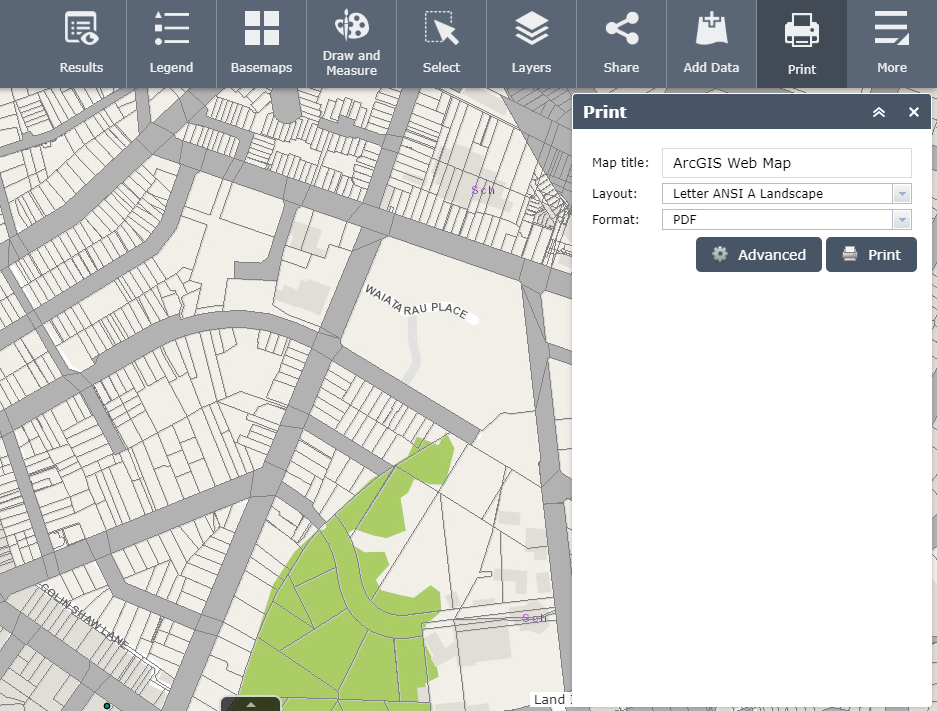 Results
Legend
Basemaps
Draw and
Measure
Select
Layers
Share
Add Data
Print
More
Print
Map title:
ArcGIS Web Map
Layout:
Letter ANSI A Landscape
Format:
PDF
Advanced
Print
Sch
WAIATARAU PLACE
COLIN SHAW LANE
Sch
Land